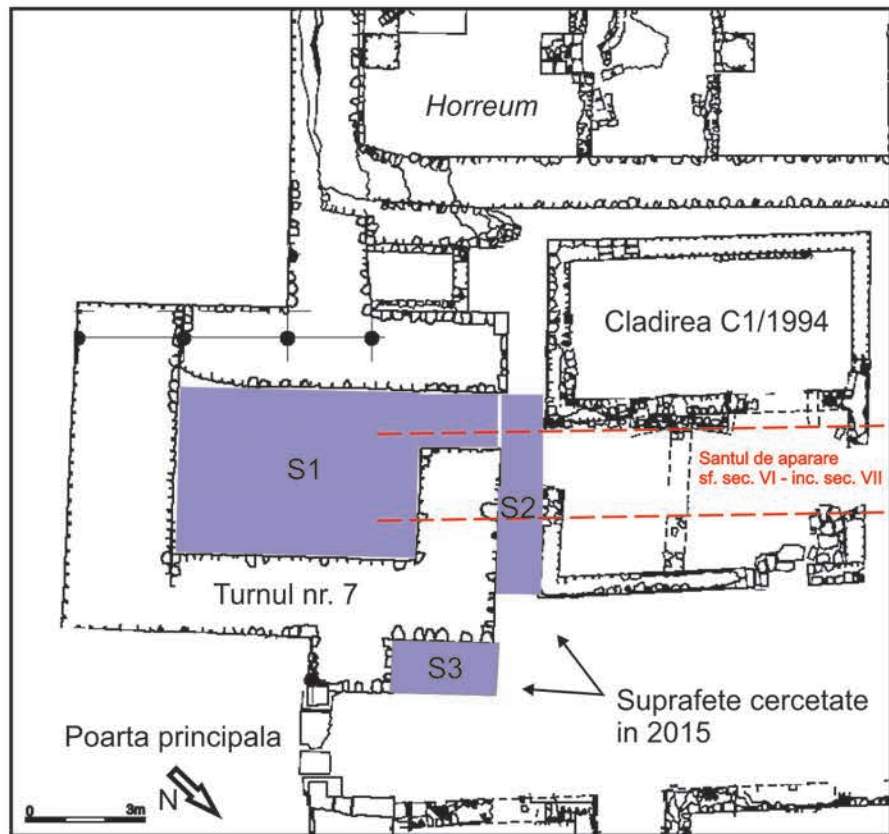 Horreum
Cladirea C1/1994
Santul de aparare
sf. sec. VI - inc. sec. VII
S1
S2
Turnul nr. 7
S3
Suprafete cercetate
in 2015
Poarta principala
N
0 3m